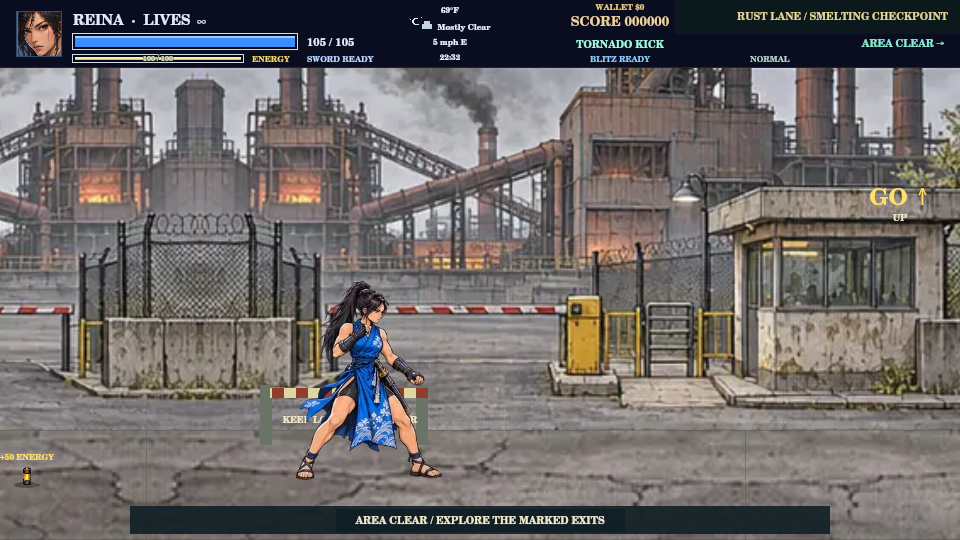 REINA · LIVES ∞
105 / 105
100 / 100
ENERGY
SWORD READY
69°F
Mostly Clear
5 mph E
22:32
WALLET $0
SCORE 000000
TORNADO KICK
BLITZ READY
RUST LANE / SMELTING CHECKPOINT
AREA CLEAR →
NORMAL
GO ↑
UP
+50 ENERGY
AREA CLEAR / EXPLORE THE MARKED EXITS